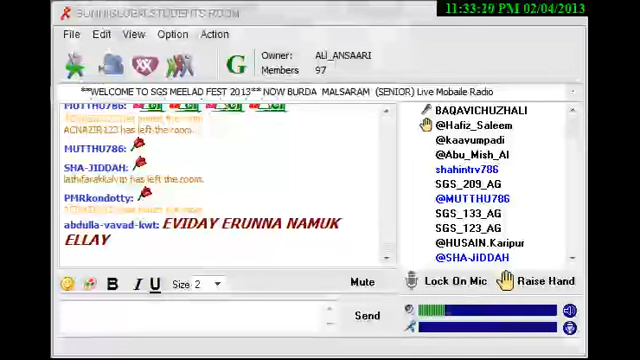 SUNNIGLOBALSTUDENTS ROOM
11:33:29 PM 02/04/2013
File Edit View Option Action
G
Owner: ALI_ANSAARI
Members 97
**WELCOME TO SGS MEELAD FEST 2013** NOW BURDA MALSARAM (SENIOR) Live Mobaile Radio
MUTTHU786:
ACNAZIR123 has left the room.
MUTTHU786:
SHA-JIDDAH:
has left the room.
PMRkondotty:
abdulla-vavad-kwt: EVIDAY ERUNNA NAMUK
ELLAY
BAQAVICHUZHALI
@Hafiz_Saleem
@kaavumpadi
@Abu_Mish_Al
shahintrv786
SGS_209_AG
@MUTTHU786
SGS_133_AG
SGS_123_AG
@HUSAIN.Karipur
@SHA-JIDDAH
B I U Size 2 Mute
Lock On Mic Raise Hand
Send